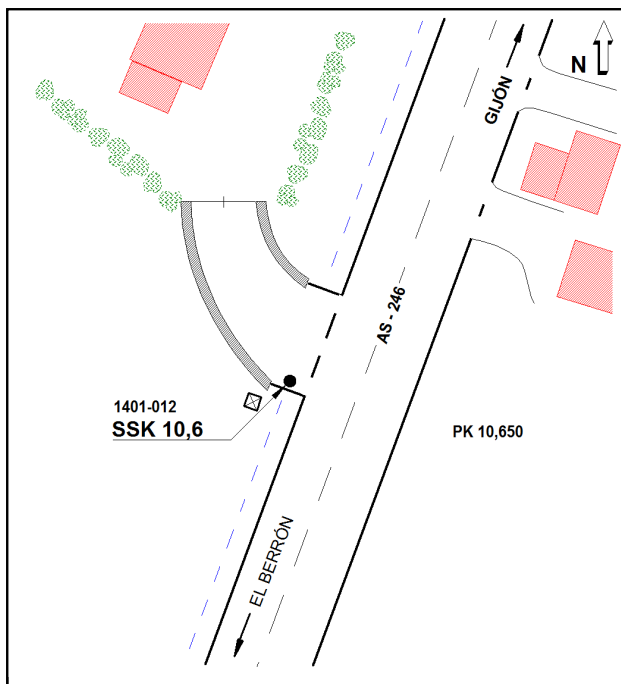 GIJÓN
N
AS - 246
1401-012
SSK 10,6
PK 10,650
EL BERRÓN